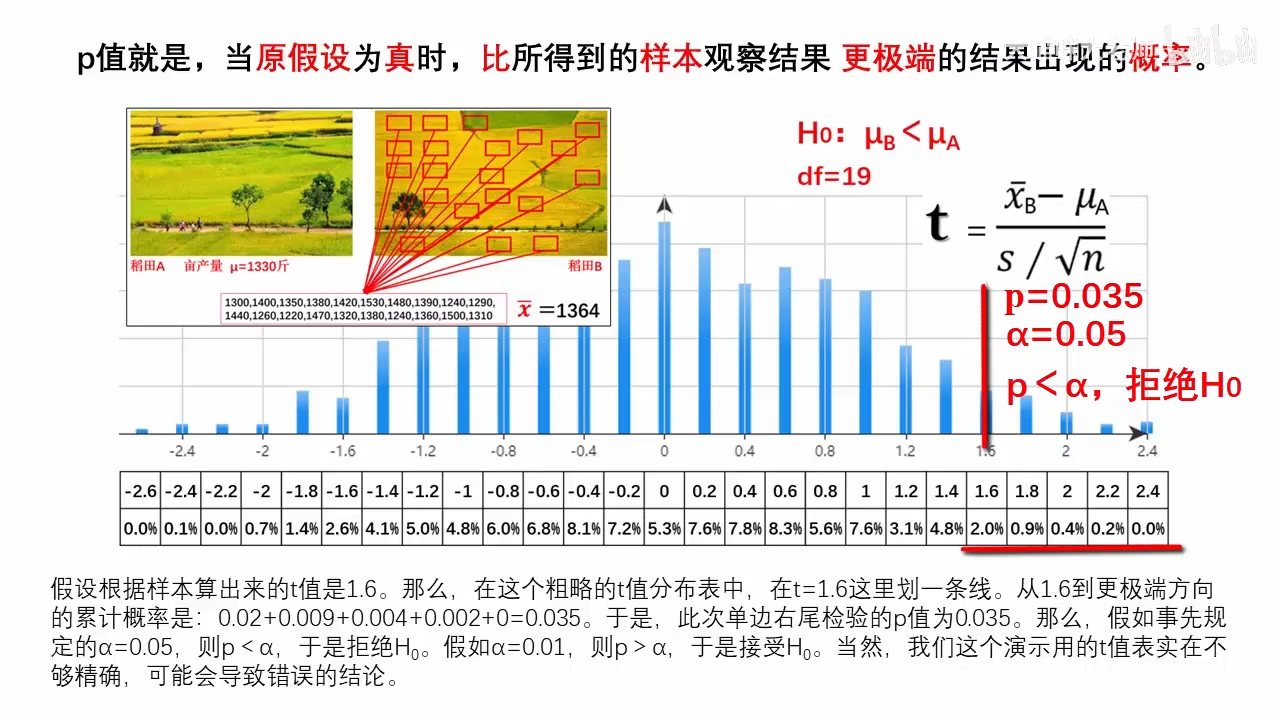 p值就是，当原假设为真时，比所得到的样本观察结果 更极端的结果出现的概率。
H0：μB＜μA
df=19
t = x̄B− μA
s / √n
稻田A 亩产量 μ=1330斤
稻田B
1300,1400,1350,1380,1420,1530,1480,1390,1240,1290,
1440,1260,1220,1470,1320,1380,1240,1360,1500,1310
x̄ =1364
p=0.035
α=0.05
p＜α，拒绝H0
-2.4 -2 -1.6 -1.2 -0.8 -0.4 0 0.4 0.8 1.2 1.6 2 2.4
-2.6 -2.4 -2.2 -2 -1.8 -1.6 -1.4 -1.2 -1 -0.8 -0.6 -0.4 -0.2 0 0.2 0.4 0.6 0.8 1 1.2 1.4 1.6 1.8 2 2.2 2.4
0.0% 0.1% 0.0% 0.7% 1.4% 2.6% 4.1% 5.0% 4.8% 6.0% 6.8% 8.1% 7.2% 5.3% 7.6% 7.8% 8.3% 5.6% 7.6% 3.1% 4.8% 2.0% 0.9% 0.4% 0.2% 0.0%
假设根据样本算出来的t值是1.6。那么，在这个粗略的t值分布表中，在t=1.6这里划一条线。从1.6到更极端方向
的累计概率是：0.02+0.009+0.004+0.002+0=0.035。于是，此次单边右尾检验的p值为0.035。那么，假如事先规
定的α=0.05，则p＜α，于是拒绝H0。假如α=0.01，则p＞α，于是接受H0。当然，我们这个演示用的t值表实在不
够精确，可能会导致错误的结论。